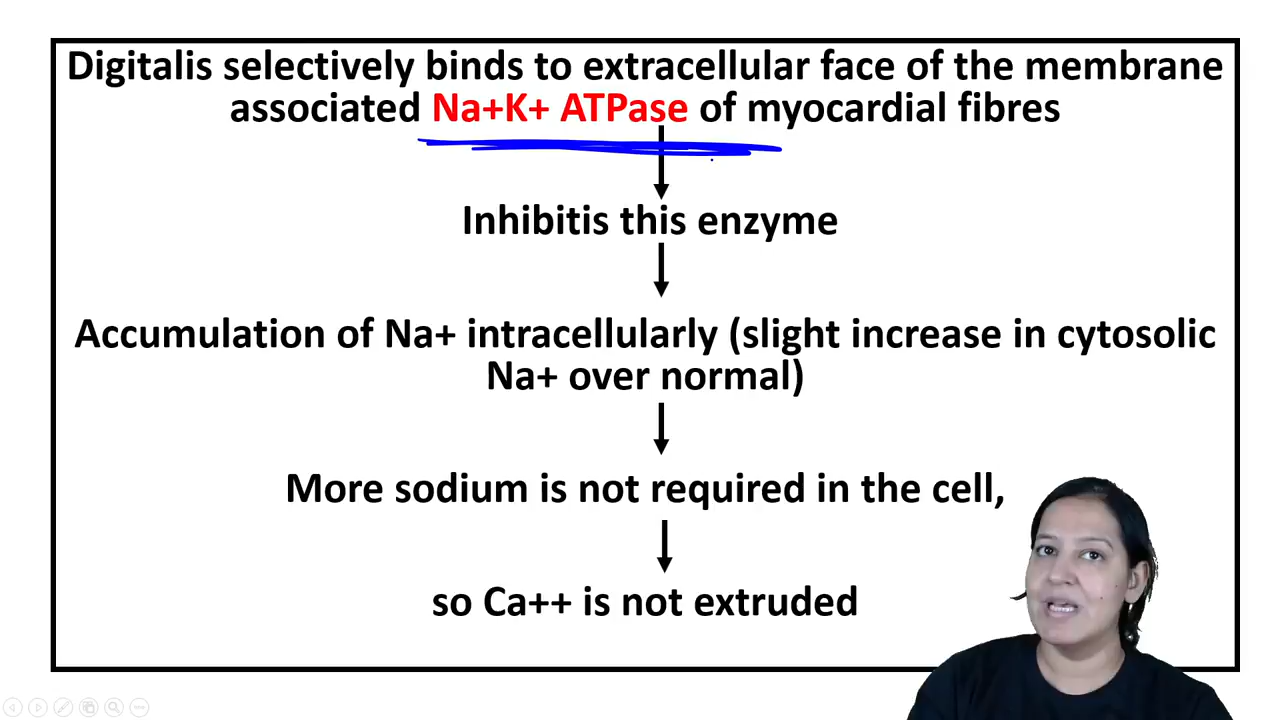 Digitalis selectively binds to extracellular face of the membrane
associated Na+K+ ATPase of myocardial fibres
Inhibitis this enzyme
Accumulation of Na+ intracellularly (slight increase in cytosolic
Na+ over normal)
More sodium is not required in the cell,
so Ca++ is not extruded